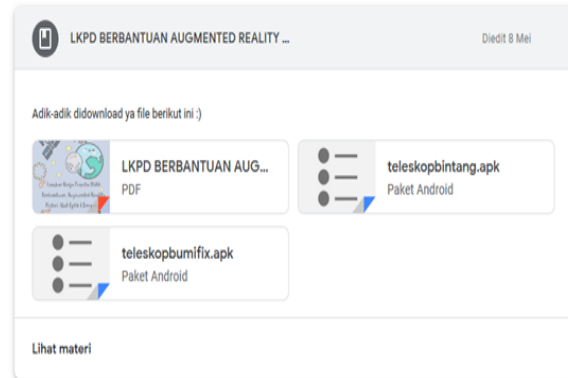 LKPD BERBANTUAN AUGMENTED REALITY ...
Diedit 8 Mei
Adik-adik didownload ya file berikut ini :)
LKPD BERBANTUAN AUG...
PDF
teleskopbintang.apk
Paket Android
teleskopbumifix.apk
Paket Android
Lihat materi